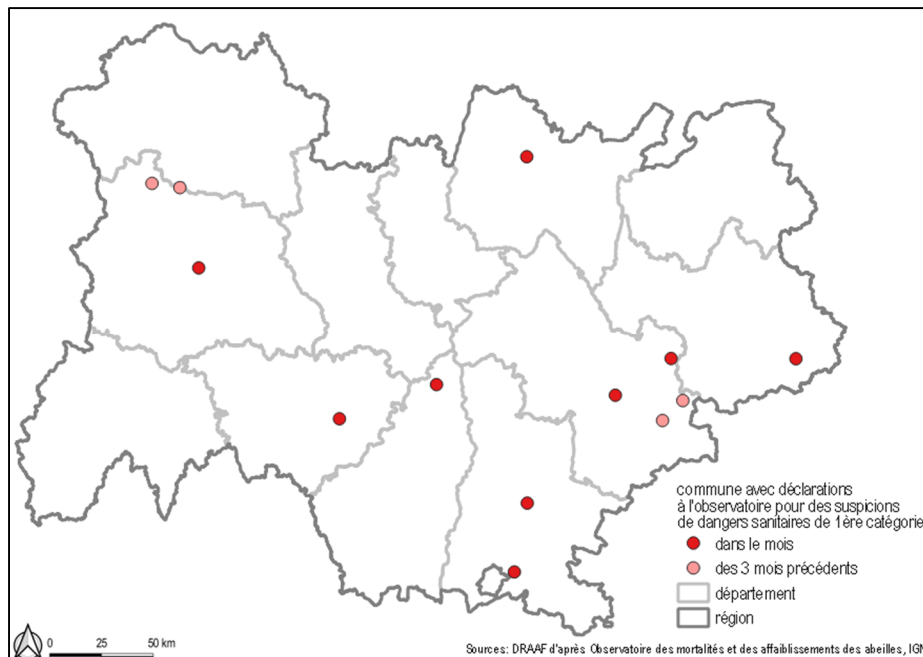 commune avec déclarations
à l'observatoire pour des suspicions
de dangers sanitaires de 1ère catégorie
dans le mois
des 3 mois précédents
département
région
0 25 50 km
Sources: DRAAF d'après Observatoire des mortalités et des affaiblissements des abeilles, IGN